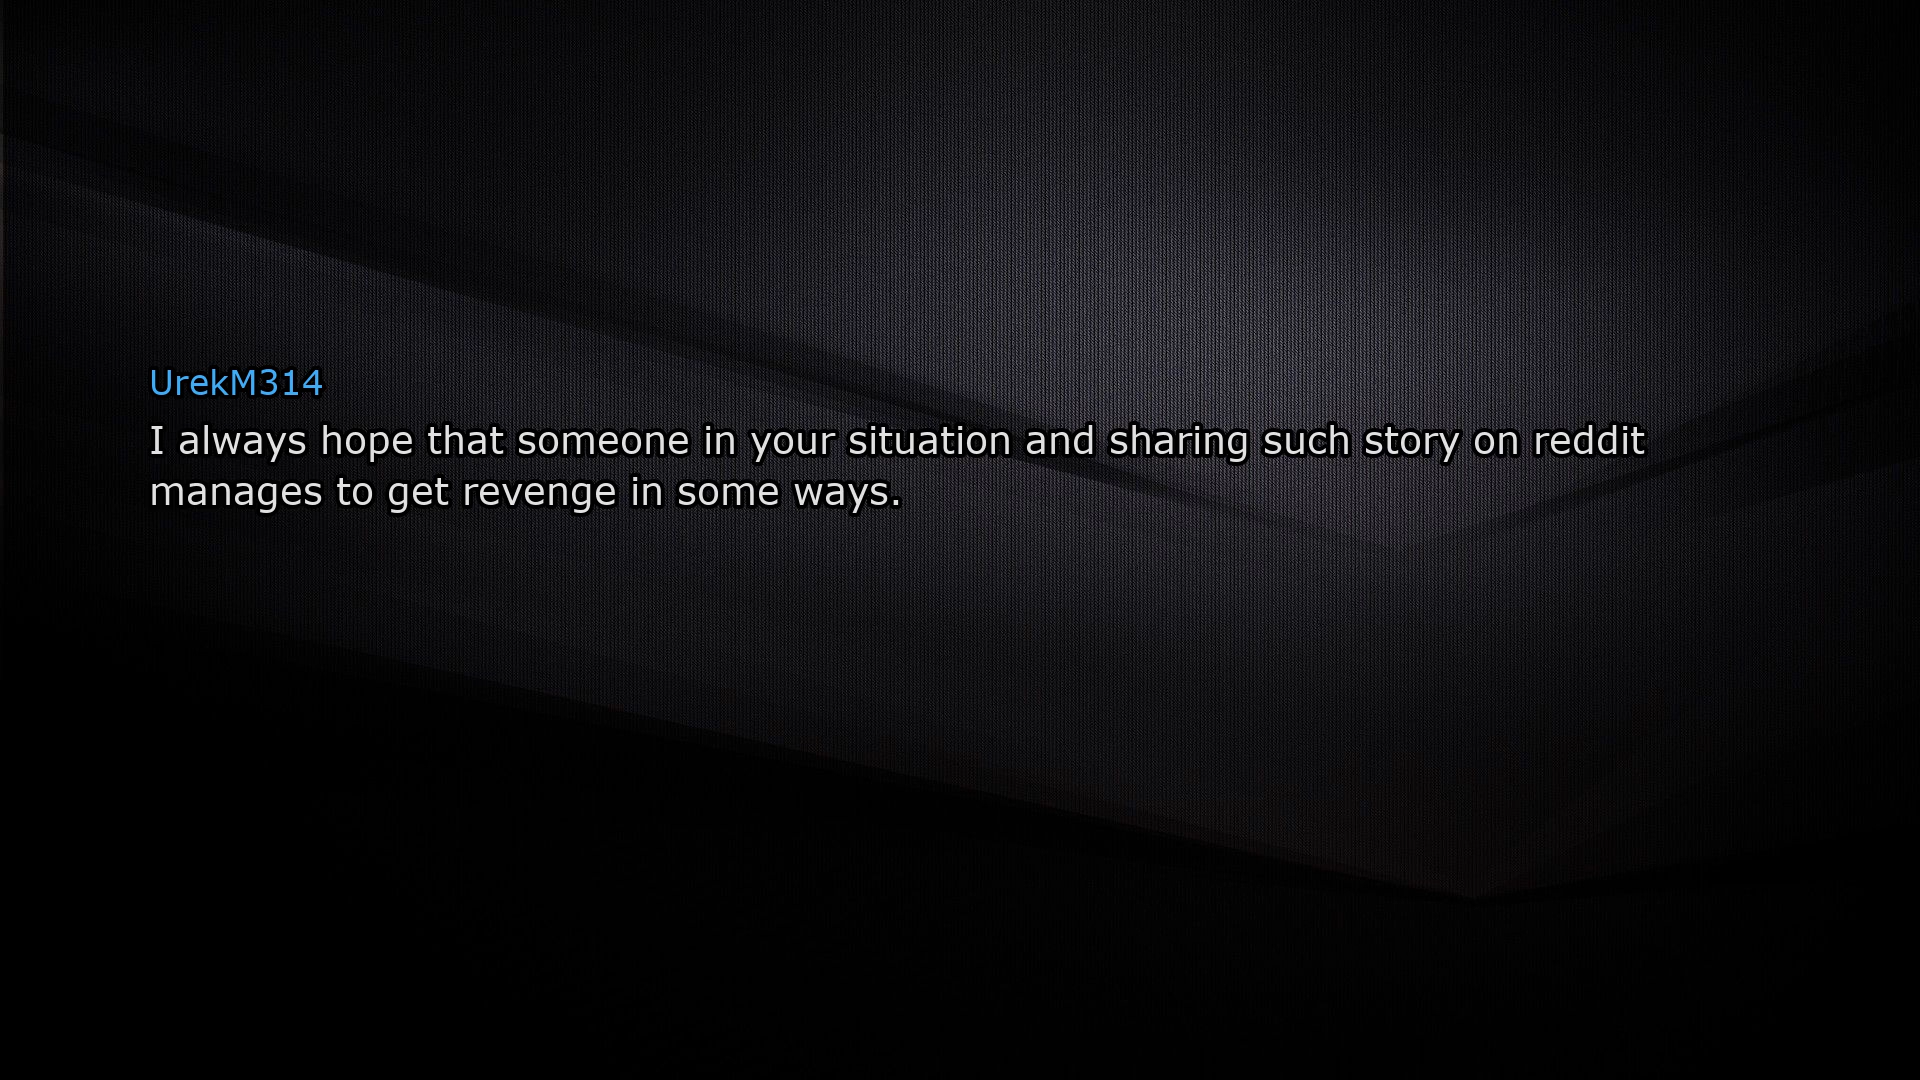 UrekM314
I always hope that someone in your situation and sharing such story on reddit
manages to get revenge in some ways.